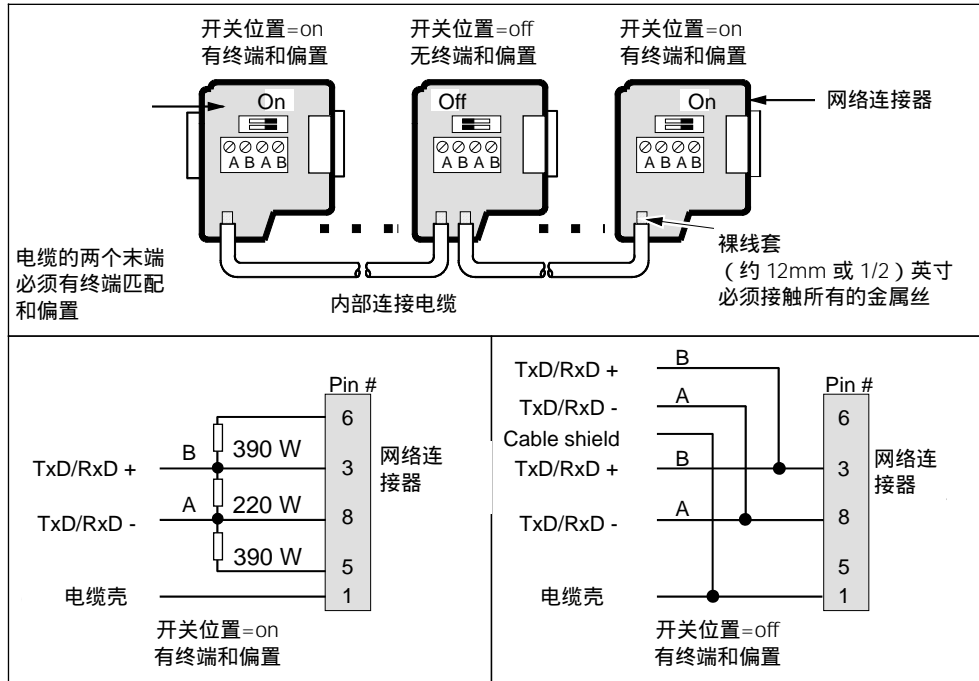 开关位置=on
有终端和偏置
开关位置=off
无终端和偏置
开关位置=on
有终端和偏置
On
Off
On
网络连接器
A B A B
A B A B
A B A B
电缆的两个末端
必须有终端匹配
和偏置
内部连接电缆
裸线套
(约 12mm 或 1/2)英寸
必须接触所有的金属丝
Pin #
6
390 W
B
TxD/RxD +
3
网络连
接器
220 W
A
TxD/RxD -
8
390 W
5
电缆壳
1
开关位置=on
有终端和偏置
B
TxD/RxD +
Pin #
A
TxD/RxD -
6
Cable shield
B
TxD/RxD +
3
网络连
接器
A
TxD/RxD -
8
5
电缆壳
1
开关位置=off
有终端和偏置